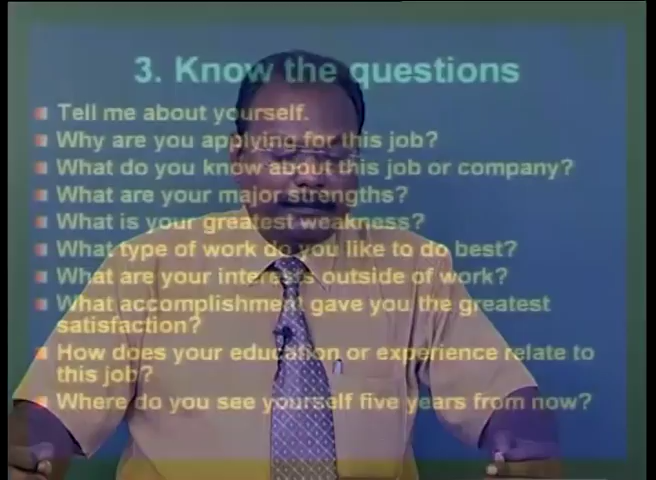 3. Know the questions
Tell me about yourself.
Why are you applying for this job?
What do you know about this job or company?
What are your major strengths?
What is your greatest weakness?
What type of work do you like to do best?
What are your interests outside of work?
What accomplishment gave you the greatest
satisfaction?
How does your education or experience relate to
this job?
Where do you see yourself five years from now?